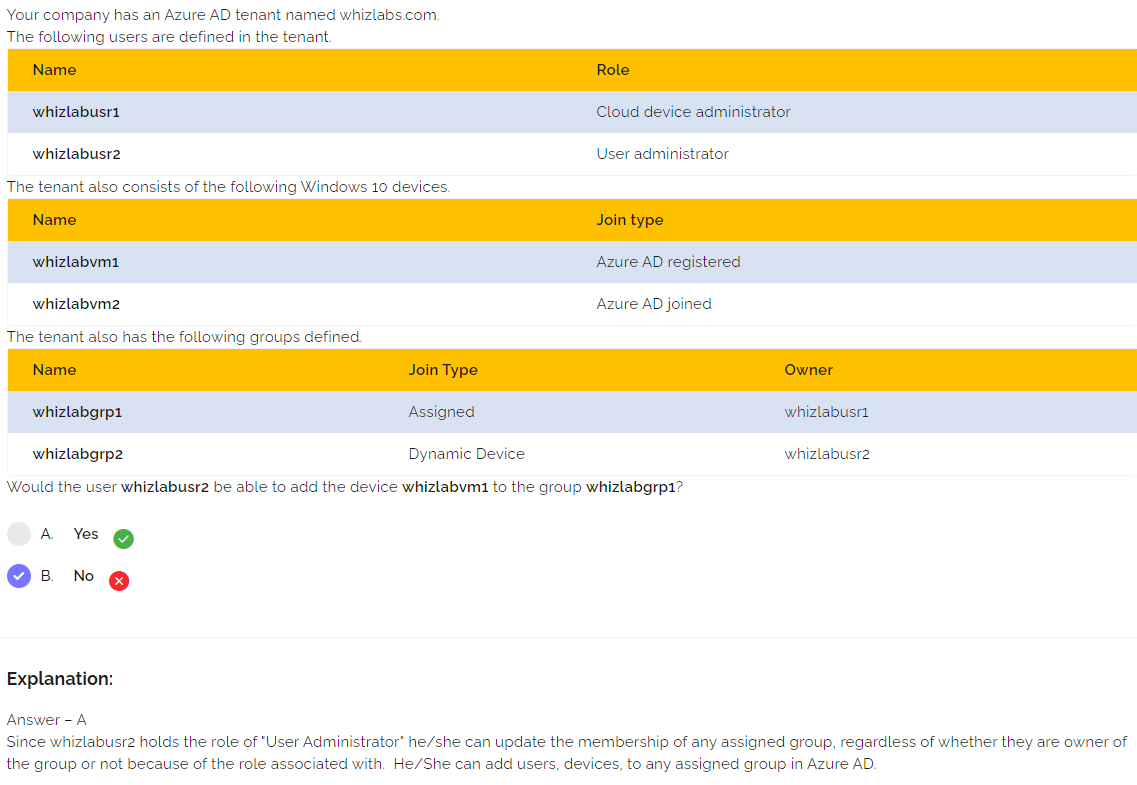 Your company has an Azure AD tenant named whizlabs.com.
The following users are defined in the tenant.
Name Role
whizlabusr1 Cloud device administrator
whizlabusr2 User administrator
The tenant also consists of the following Windows 10 devices.
Name Join type
whizlabvm1 Azure AD registered
whizlabvm2 Azure AD joined
The tenant also has the following groups defined.
Name Join Type Owner
whizlabgrp1 Assigned whizlabusr1
whizlabgrp2 Dynamic Device whizlabusr2
Would the user whizlabusr2 be able to add the device whizlabvm1 to the group whizlabgrp1?
A. Yes
B. No
Explanation:
Answer – A
Since whizlabusr2 holds the role of "User Administrator" he/she can update the membership of any assigned group, regardless of whether they are owner of
the group or not because of the role associated with. He/She can add users, devices, to any assigned group in Azure AD.